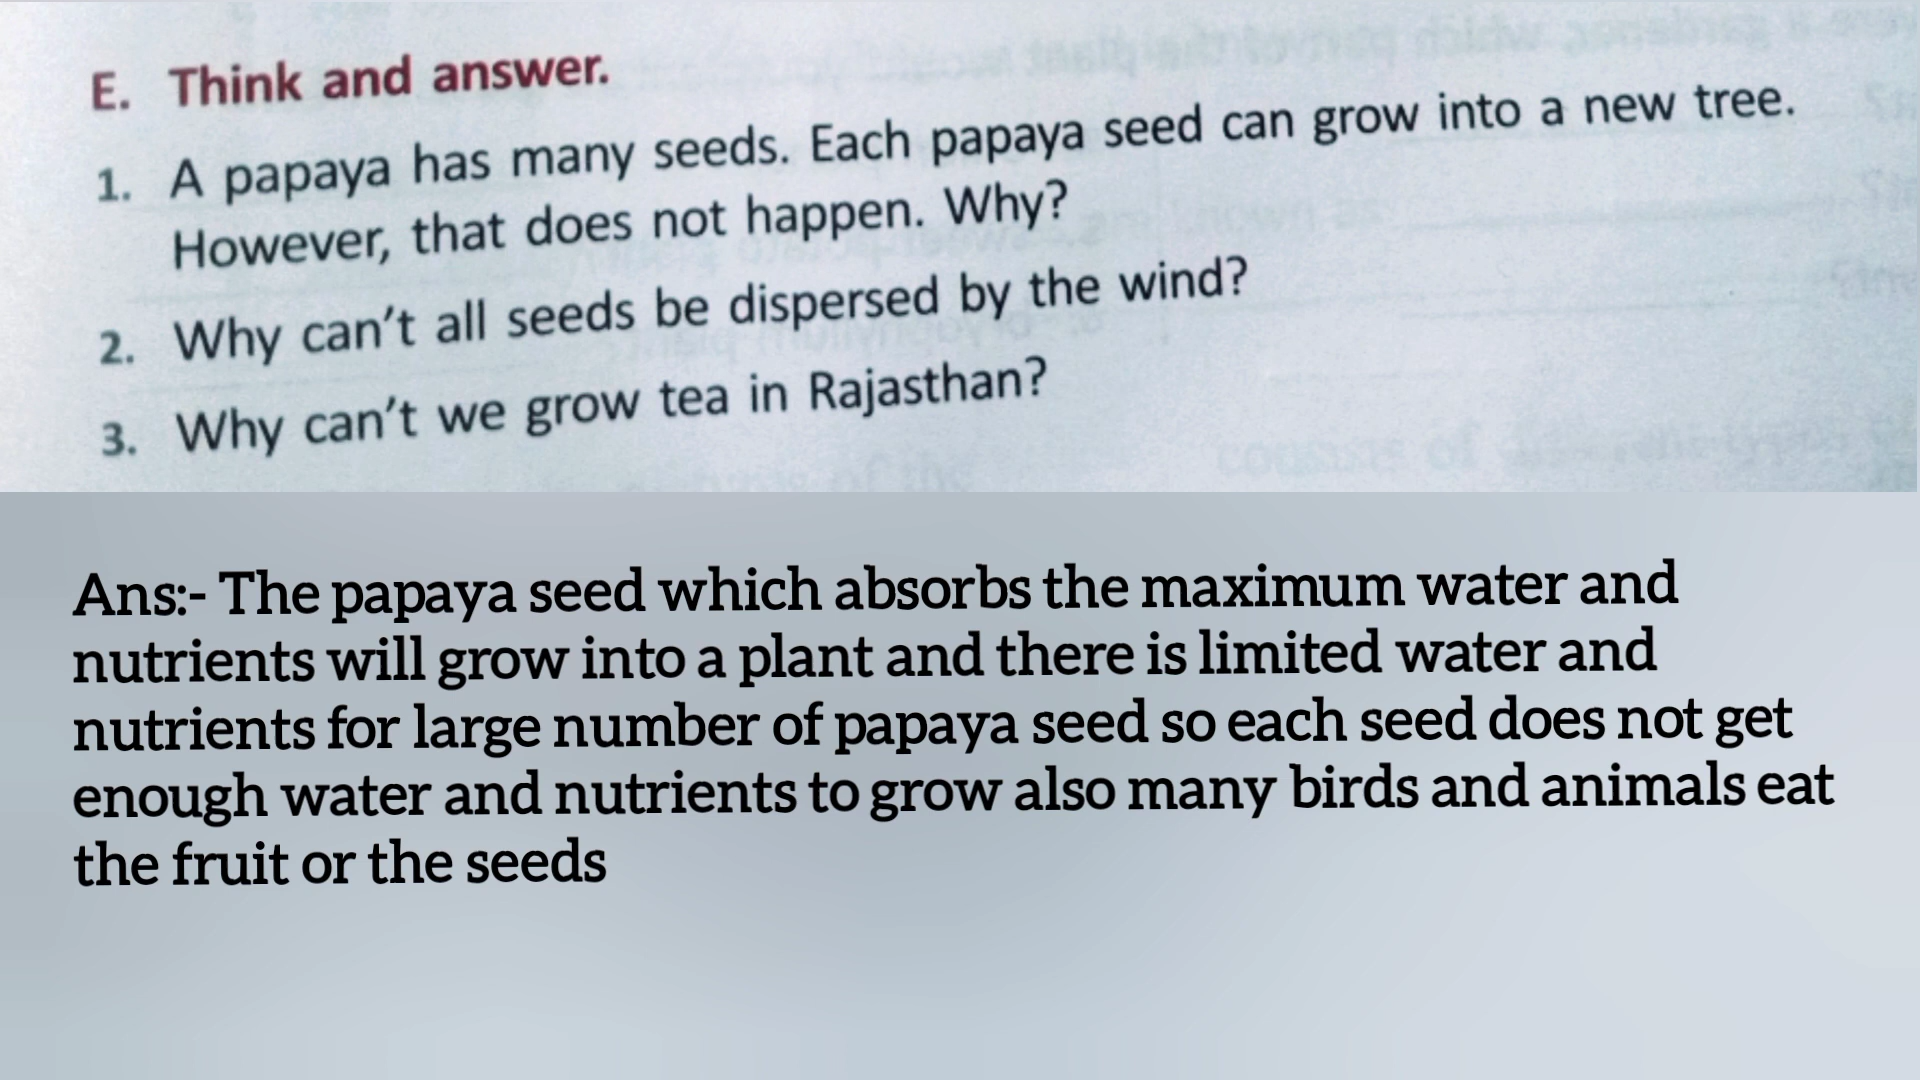 E. Think and answer.
1. A papaya has many seeds. Each papaya seed can grow into a new tree.
However, that does not happen. Why?
2. Why can't all seeds be dispersed by the wind?
3. Why can't we grow tea in Rajasthan?
Ans:- The papaya seed which absorbs the maximum water and
nutrients will grow into a plant and there is limited water and
nutrients for large number of papaya seed so each seed does not get
enough water and nutrients to grow also many birds and animals eat
the fruit or the seeds